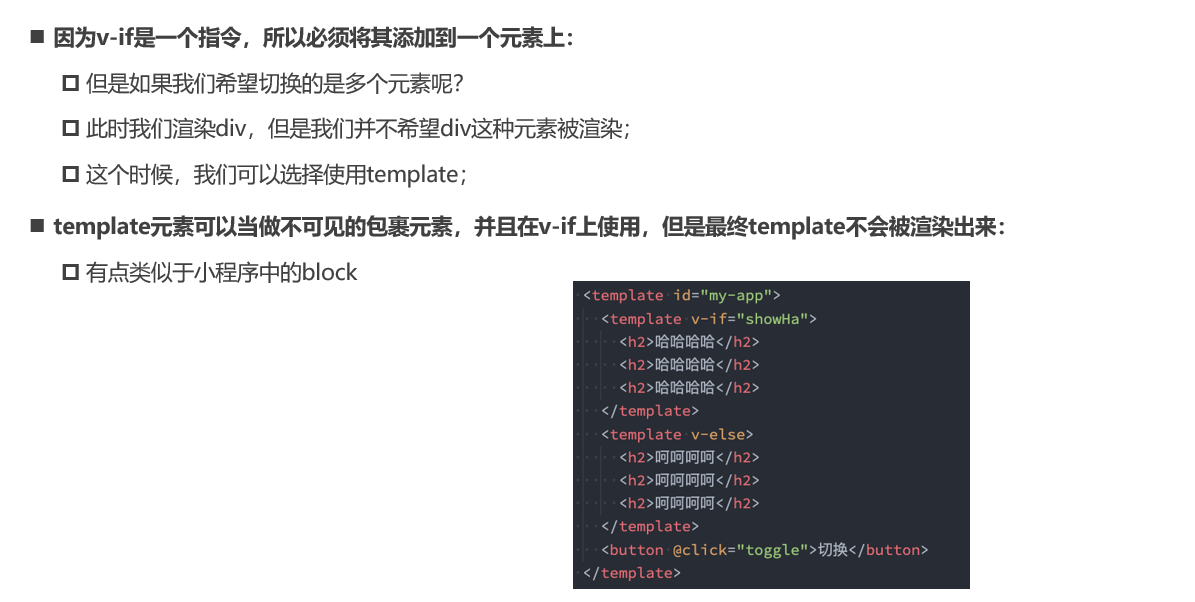 因为v-if是一个指令，所以必须将其添加到一个元素上：
但是如果我们希望切换的是多个元素呢？
此时我们渲染div，但是我们并不希望div这种元素被渲染；
这个时候，我们可以选择使用template；
template元素可以当做不可见的包裹元素，并且在v-if上使用，但是最终template不会被渲染出来：
有点类似于小程序中的block
<template id="my-app">
<template v-if="showHa">
<h2>哈哈哈哈</h2>
<h2>哈哈哈哈</h2>
<h2>哈哈哈哈</h2>
</template>
<template v-else>
<h2>呵呵呵呵</h2>
<h2>呵呵呵呵</h2>
<h2>呵呵呵呵</h2>
</template>
<button @click="toggle">切换</button>
</template>